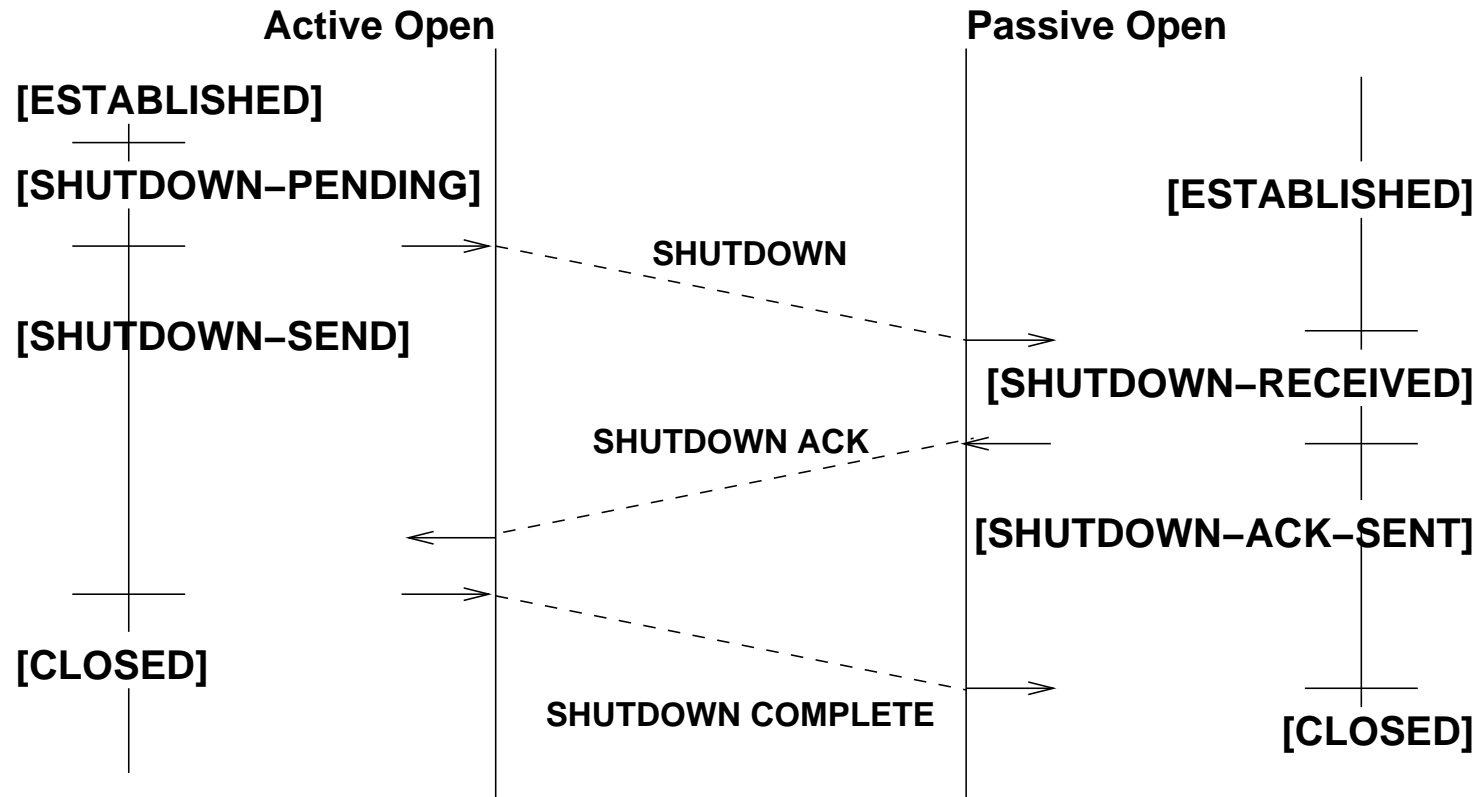 Active Open
Passive Open
[ESTABLISHED]
[SHUTDOWN–PENDING]
[ESTABLISHED]
SHUTDOWN
[SHUTDOWN–SEND]
[SHUTDOWN–RECEIVED]
SHUTDOWN ACK
[SHUTDOWN–ACK–SENT]
[CLOSED]
SHUTDOWN COMPLETE
[CLOSED]